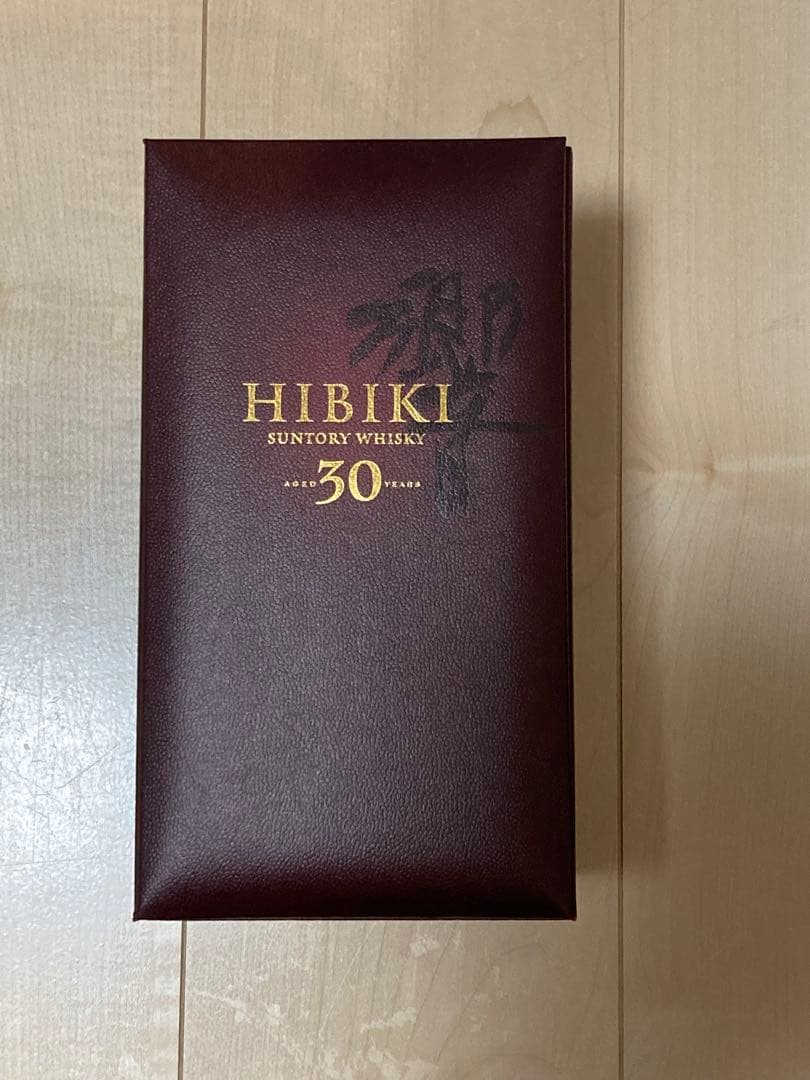 響
HIBIKI
SUNTORY WHISKY
AGED 30 YEARS